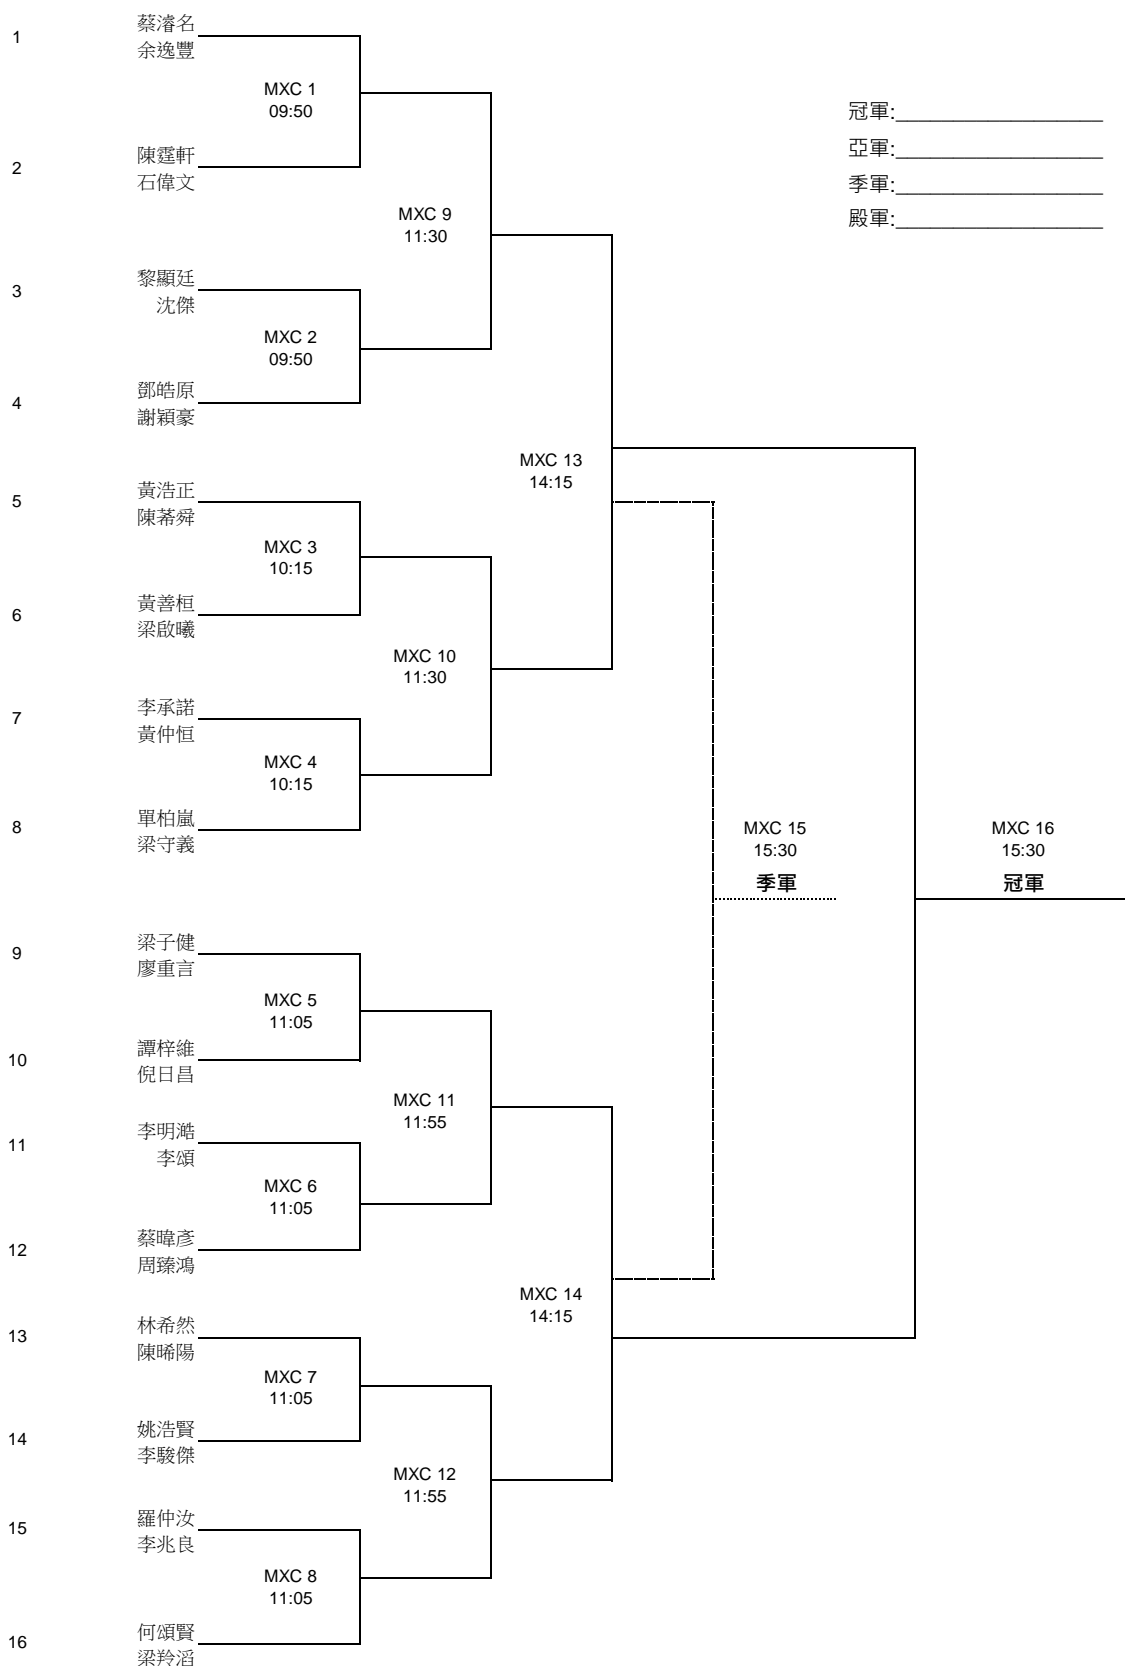 1
蔡濬名
余逸豐
MXC 1
09:50
2
陳霆軒
石偉文
MXC 9
11:30
3
黎顯廷
沈傑
MXC 2
09:50
4
鄧皓原
謝穎豪
MXC 13
14:15
5
黃浩正
陳莃舜
MXC 3
10:15
6
黃善桓
梁啟曦
MXC 10
11:30
7
李承諾
黃仲恒
MXC 4
10:15
8
單柏嵐
梁守義
冠軍:__________________
亞軍:__________________
季軍:__________________
殿軍:__________________
MXC 15
15:30
季軍
MXC 16
15:30
冠軍
9
梁子健
廖重言
MXC 5
11:05
10
譚梓維
倪日昌
MXC 11
11:55
11
李明澔
李頌
MXC 6
11:05
12
蔡暐彥
周臻鴻
MXC 14
14:15
13
林希然
陳晞陽
MXC 7
11:05
14
姚浩賢
李駿傑
MXC 12
11:55
15
羅仲汝
李兆良
MXC 8
11:05
16
何頌賢
梁羚滔